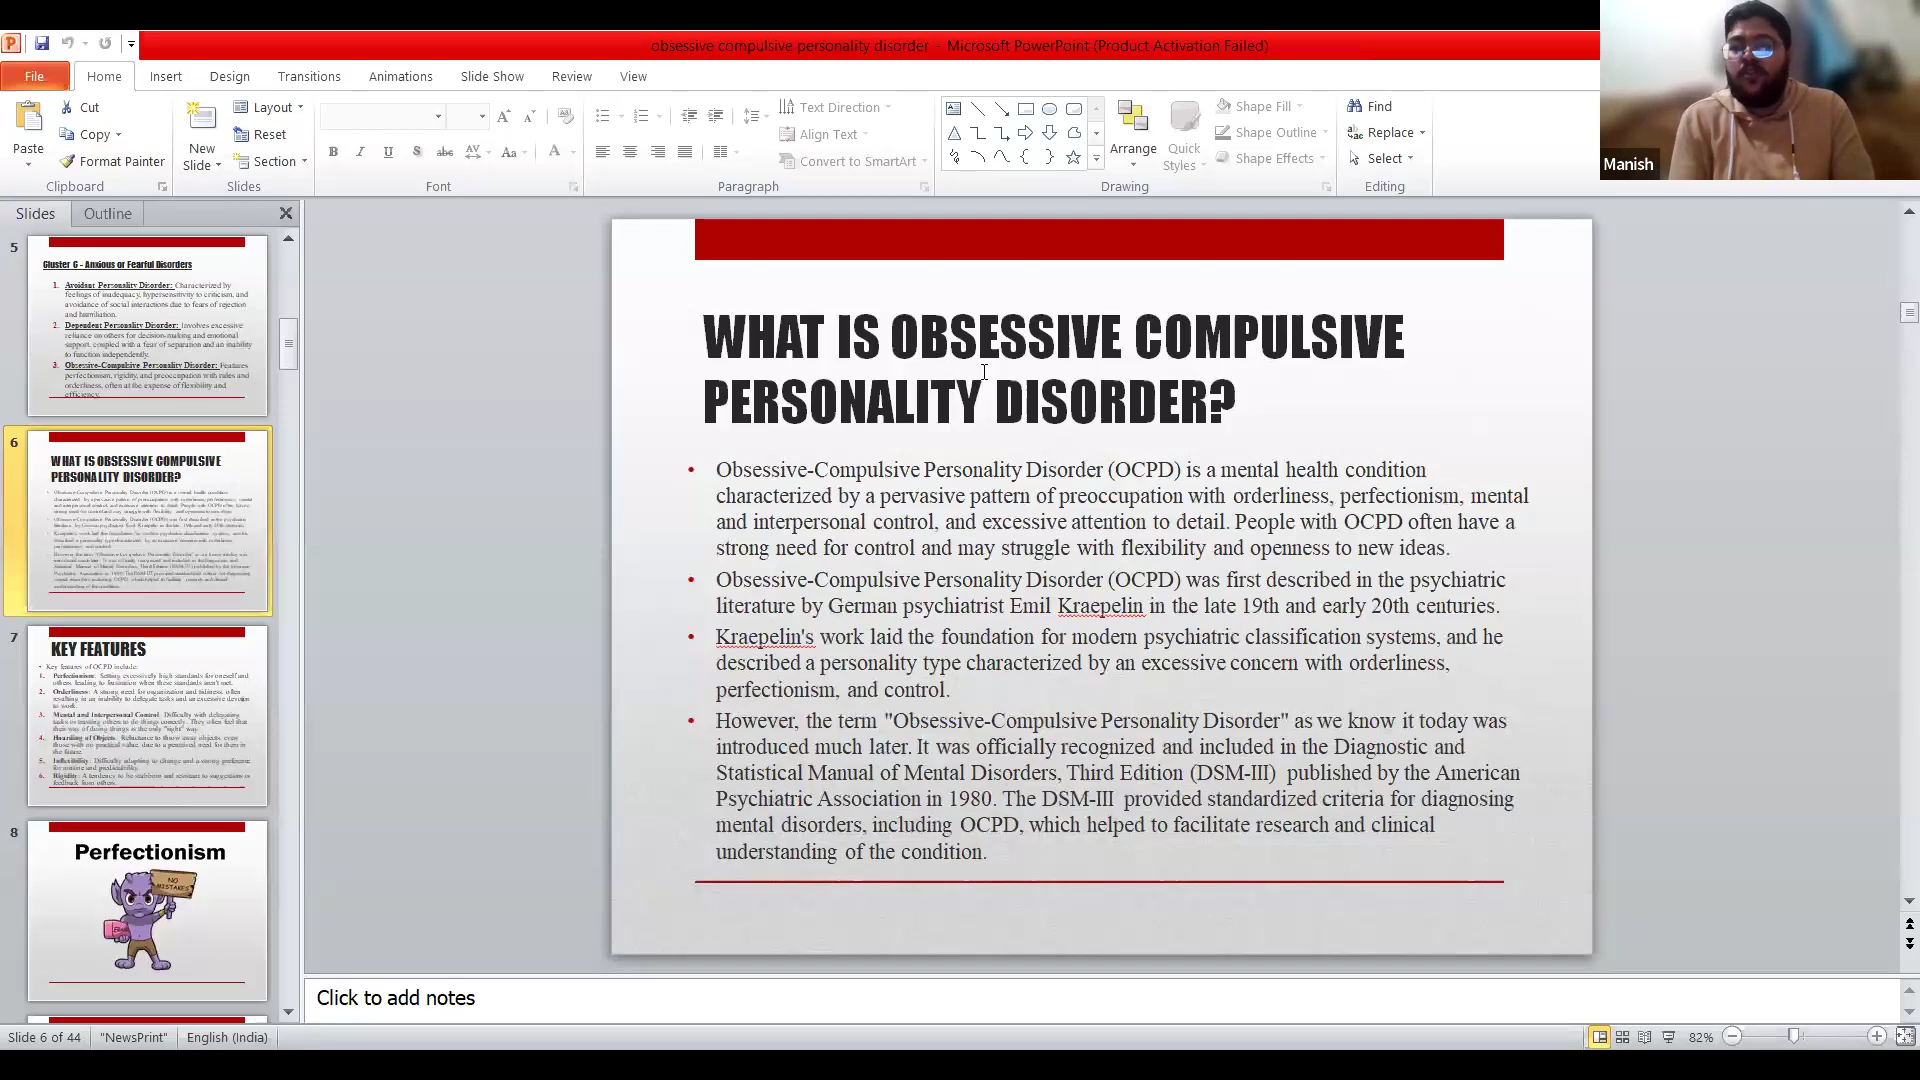 obsessive compulsive personality disorder - Microsoft PowerPoint (Product Activation Failed)
File Home Insert Design Transitions Animations Slide Show Review View
Paste
Cut
Copy
Format Painter
Clipboard
New
Slide
Layout
Reset
Section
Slides
Font
Text Direction
Align Text
Convert to SmartArt
Paragraph
Arrange
Quick
Styles
Shape Fill
Shape Outline
Shape Effects
Drawing
Find
Replace
Select
Editing
Manish
Slides Outline
5
Cluster C - Anxious or Fearful Disorders
1. Avoidant Personality Disorder: Characterized by
feelings of inadequacy, hypersensitivity to criticism, and
avoidance of social interactions due to fears of rejection
and humiliation.
2. Dependent Personality Disorder: Involves excessive
reliance on others for decision-making and emotional
support, coupled with a fear of separation and an inability
to function independently.
3. Obsessive-Compulsive Personality Disorder: Features
perfectionism, rigidity, and preoccupation with rules and
orderliness, often at the expense of flexibility and
efficiency.
6
WHAT IS OBSESSIVE COMPULSIVE
PERSONALITY DISORDER?
7
KEY FEATURES
• Key features of OCPD include:
1. Perfectionism: Setting excessively high standards for oneself and
others, leading to frustration when these standards aren't met.
2. Orderliness: A strong need for organization and tidiness, often
resulting in an inability to delegate tasks and an excessive devotion
to work.
3. Mental and Interpersonal Control: Difficulty with delegating
tasks or trusting others to do things correctly. They often feel that
their way of doing things is the only "right" way.
4. Hoarding of Objects: Reluctance to throw away objects, even
those with no practical value, due to a perceived need for them in
the future.
5. Inflexibility: Difficulty adapting to change and a strong preference
for routine and predictability.
6. Rigidity: A tendency to be stubborn and resistant to suggestions or
feedback from others.
8
Perfectionism
NO
MISTAKES
WHAT IS OBSESSIVE COMPULSIVE
PERSONALITY DISORDER?
• Obsessive-Compulsive Personality Disorder (OCPD) is a mental health condition
characterized by a pervasive pattern of preoccupation with orderliness, perfectionism, mental
and interpersonal control, and excessive attention to detail. People with OCPD often have a
strong need for control and may struggle with flexibility and openness to new ideas.
• Obsessive-Compulsive Personality Disorder (OCPD) was first described in the psychiatric
literature by German psychiatrist Emil Kraepelin in the late 19th and early 20th centuries.
• Kraepelin's work laid the foundation for modern psychiatric classification systems, and he
described a personality type characterized by an excessive concern with orderliness,
perfectionism, and control.
• However, the term "Obsessive-Compulsive Personality Disorder" as we know it today was
introduced much later. It was officially recognized and included in the Diagnostic and
Statistical Manual of Mental Disorders, Third Edition (DSM-III) published by the American
Psychiatric Association in 1980. The DSM-III provided standardized criteria for diagnosing
mental disorders, including OCPD, which helped to facilitate research and clinical
understanding of the condition.
Click to add notes
Slide 6 of 44 "NewsPrint" English (India) 82%